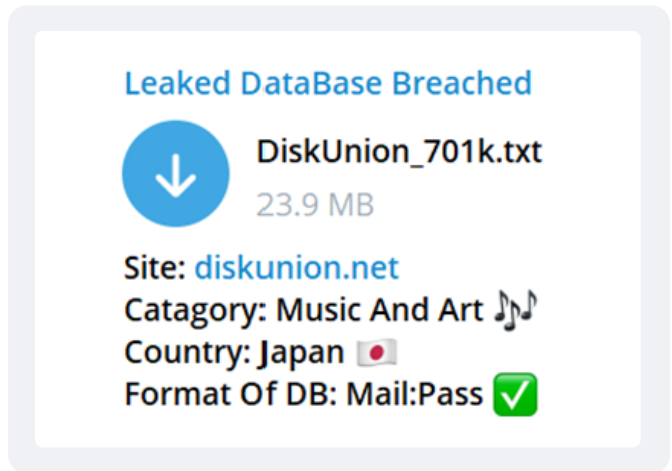 Leaked DataBase Breached
DiskUnion_701k.txt
23.9 MB
Site: diskunion.net
Catagory: Music And Art 🎶
Country: Japan 🇯🇵
Format Of DB: Mail:Pass ✅